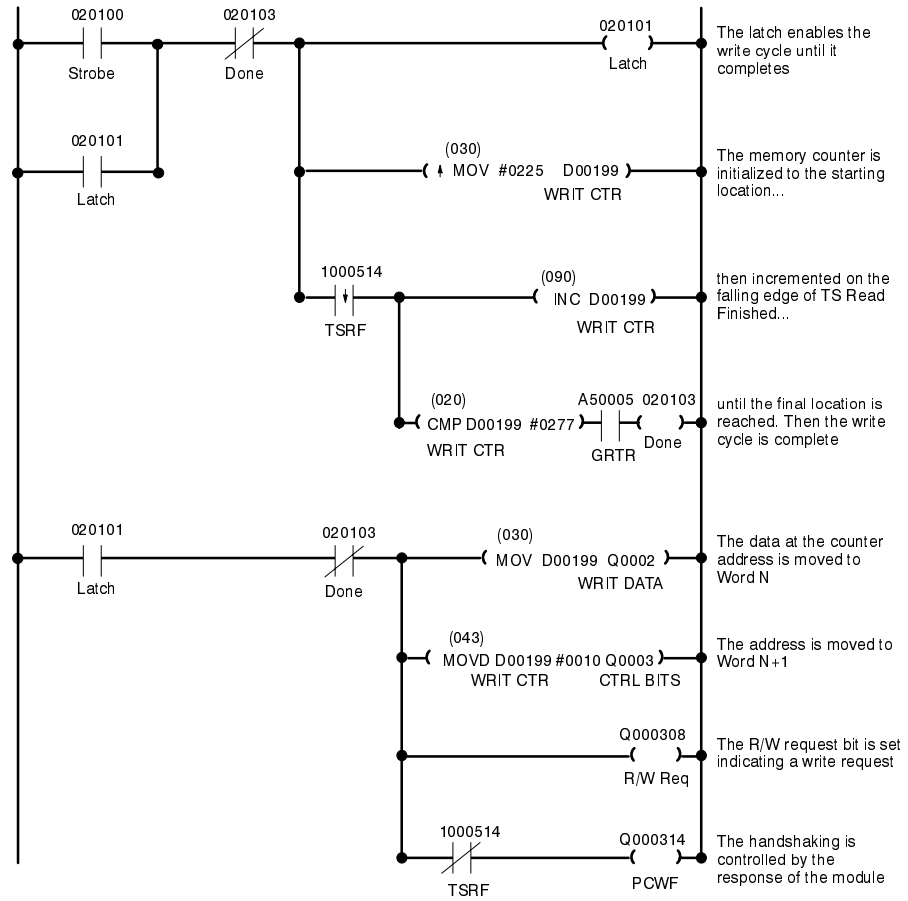 020100
020103
020101
Strobe
Done
Latch
The latch enables the
write cycle until it
completes
020101
Latch
(030)
MOV #0225 D00199
WRIT CTR
The memory counter is
initialized to the starting
location...
1000514
TSRF
(090)
INC D00199
WRIT CTR
then incremented on the
falling edge of TS Read
Finished...
(020)
CMP D00199 #0277
WRIT CTR
A50005
GRTR
020103
Done
until the final location is
reached. Then the write
cycle is complete
020101
Latch
020103
Done
(030)
MOV D00199 Q0002
WRIT DATA
The data at the counter
address is moved to
Word N
(043)
MOVD D00199 #0010 Q0003
WRIT CTR CTRL BITS
The address is moved to
Word N+1
Q000308
R/W Req
The R/W request bit is set
indicating a write request
1000514
TSRF
Q000314
PCWF
The handshaking is
controlled by the
response of the module